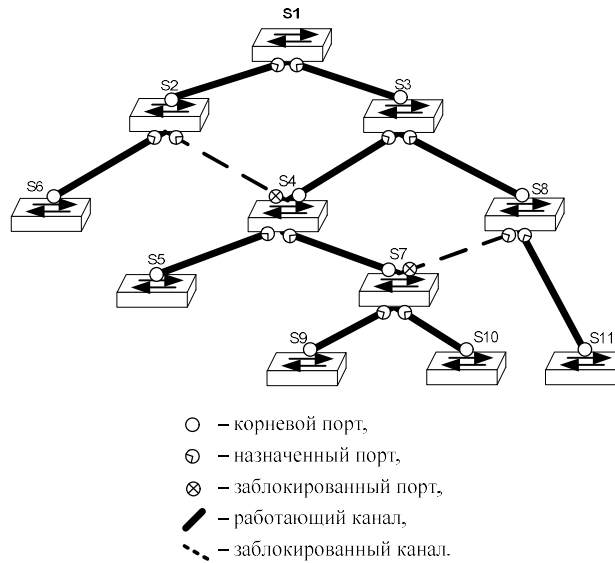 S1
S2
S3
S4
S6
S8
S5
S7
S9
S10
S11
– корневой порт,
– назначенный порт,
– заблокированный порт,
– работающий канал,
– заблокированный канал.